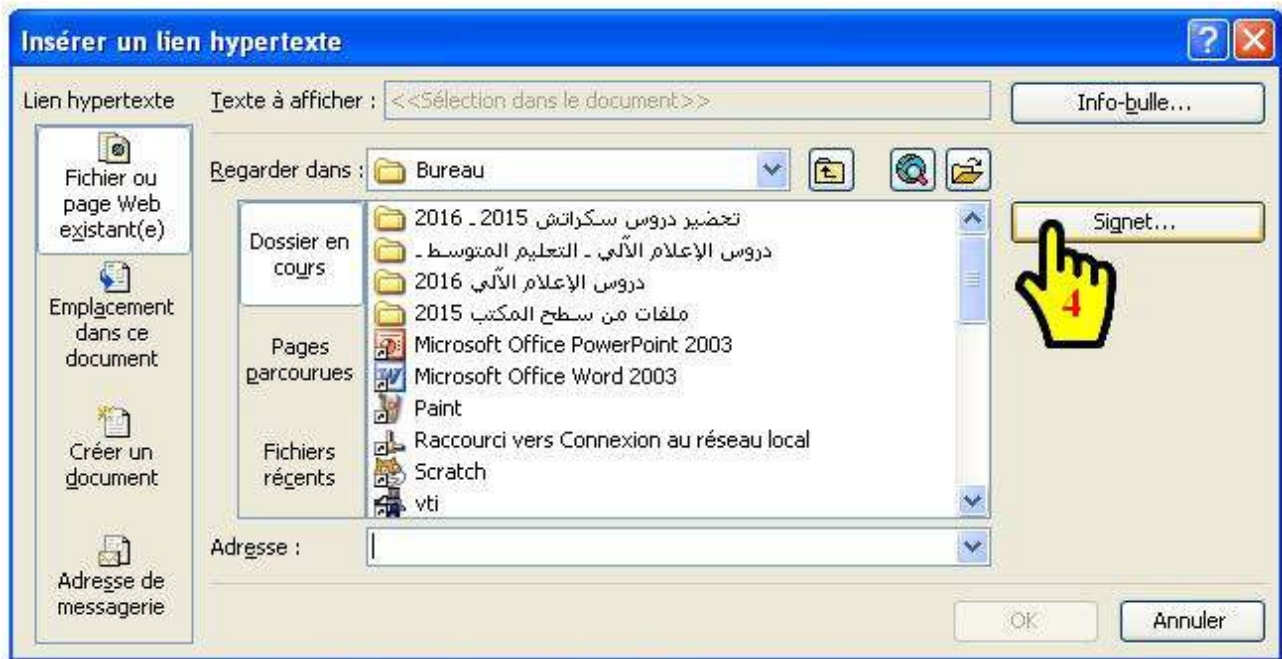 Insérer un lien hypertexte
Lien hypertexte
Texte à afficher :
<<Sélection dans le document>>
Info-bulle...
Fichier ou
page Web
existant(e)
Emplacement
dans ce
document
Créer un
document
Adresse de
messagerie
Regarder dans :
Bureau
Dossier en
cours
Pages
parcourues
Fichiers
récents
تحضير دروس سكراتش 2015 ـ 2016
دروس الإعلام الآلي ـ التعليم المتوسط ـ
دروس الإعلام الآلي 2016
ملفات من سطح المكتب 2015
Microsoft Office PowerPoint 2003
Microsoft Office Word 2003
Paint
Raccourci vers Connexion au réseau local
Scratch
vti
Signet...
4
Adresse :
OK
Annuler